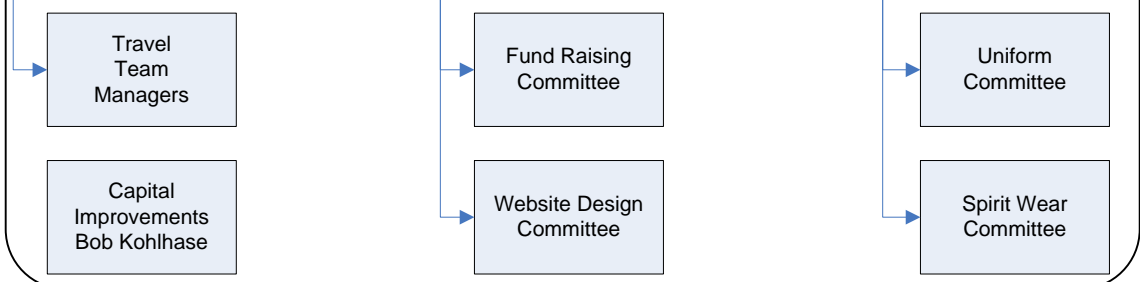 Travel
Team
Managers
Fund Raising
Committee
Uniform
Committee
Capital
Improvements
Bob Kohlhase
Website Design
Committee
Spirit Wear
Committee